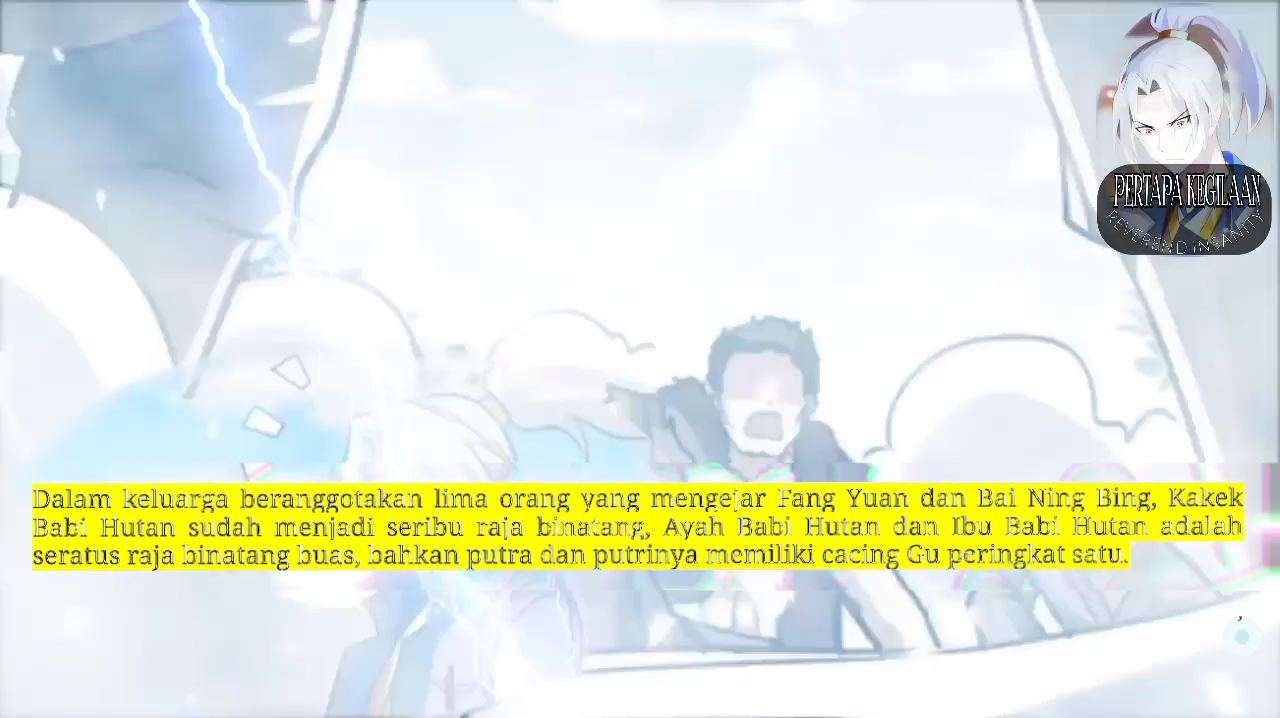 PERTAPA KEGILAAN
REVEREND INSANITY
Dalam keluarga beranggotakan lima orang yang mengejar Fang Yuan dan Bai Ning Bing, Kakek
Babi Hutan sudah menjadi seribu raja binatang, Ayah Babi Hutan dan Ibu Babi Hutan adalah
seratus raja binatang buas, bahkan putra dan putrinya memiliki cacing Gu peringkat satu.